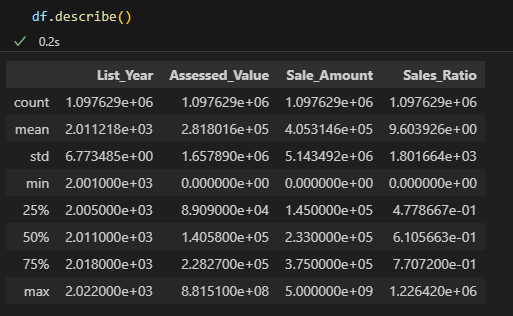 df.describe()
0.2s
List_Year Assessed_Value Sale_Amount Sales_Ratio
count 1.097629e+06 1.097629e+06 1.097629e+06 1.097629e+06
mean 2.011218e+03 2.818016e+05 4.053146e+05 9.603926e+00
std 6.773485e+00 1.657890e+06 5.143492e+06 1.801664e+03
min 2.001000e+03 0.000000e+00 0.000000e+00 0.000000e+00
25% 2.005000e+03 8.909000e+04 1.450000e+05 4.778667e-01
50% 2.011000e+03 1.405800e+05 2.330000e+05 6.105663e-01
75% 2.018000e+03 2.282700e+05 3.750000e+05 7.707200e-01
max 2.022000e+03 8.815100e+08 5.000000e+09 1.226420e+06